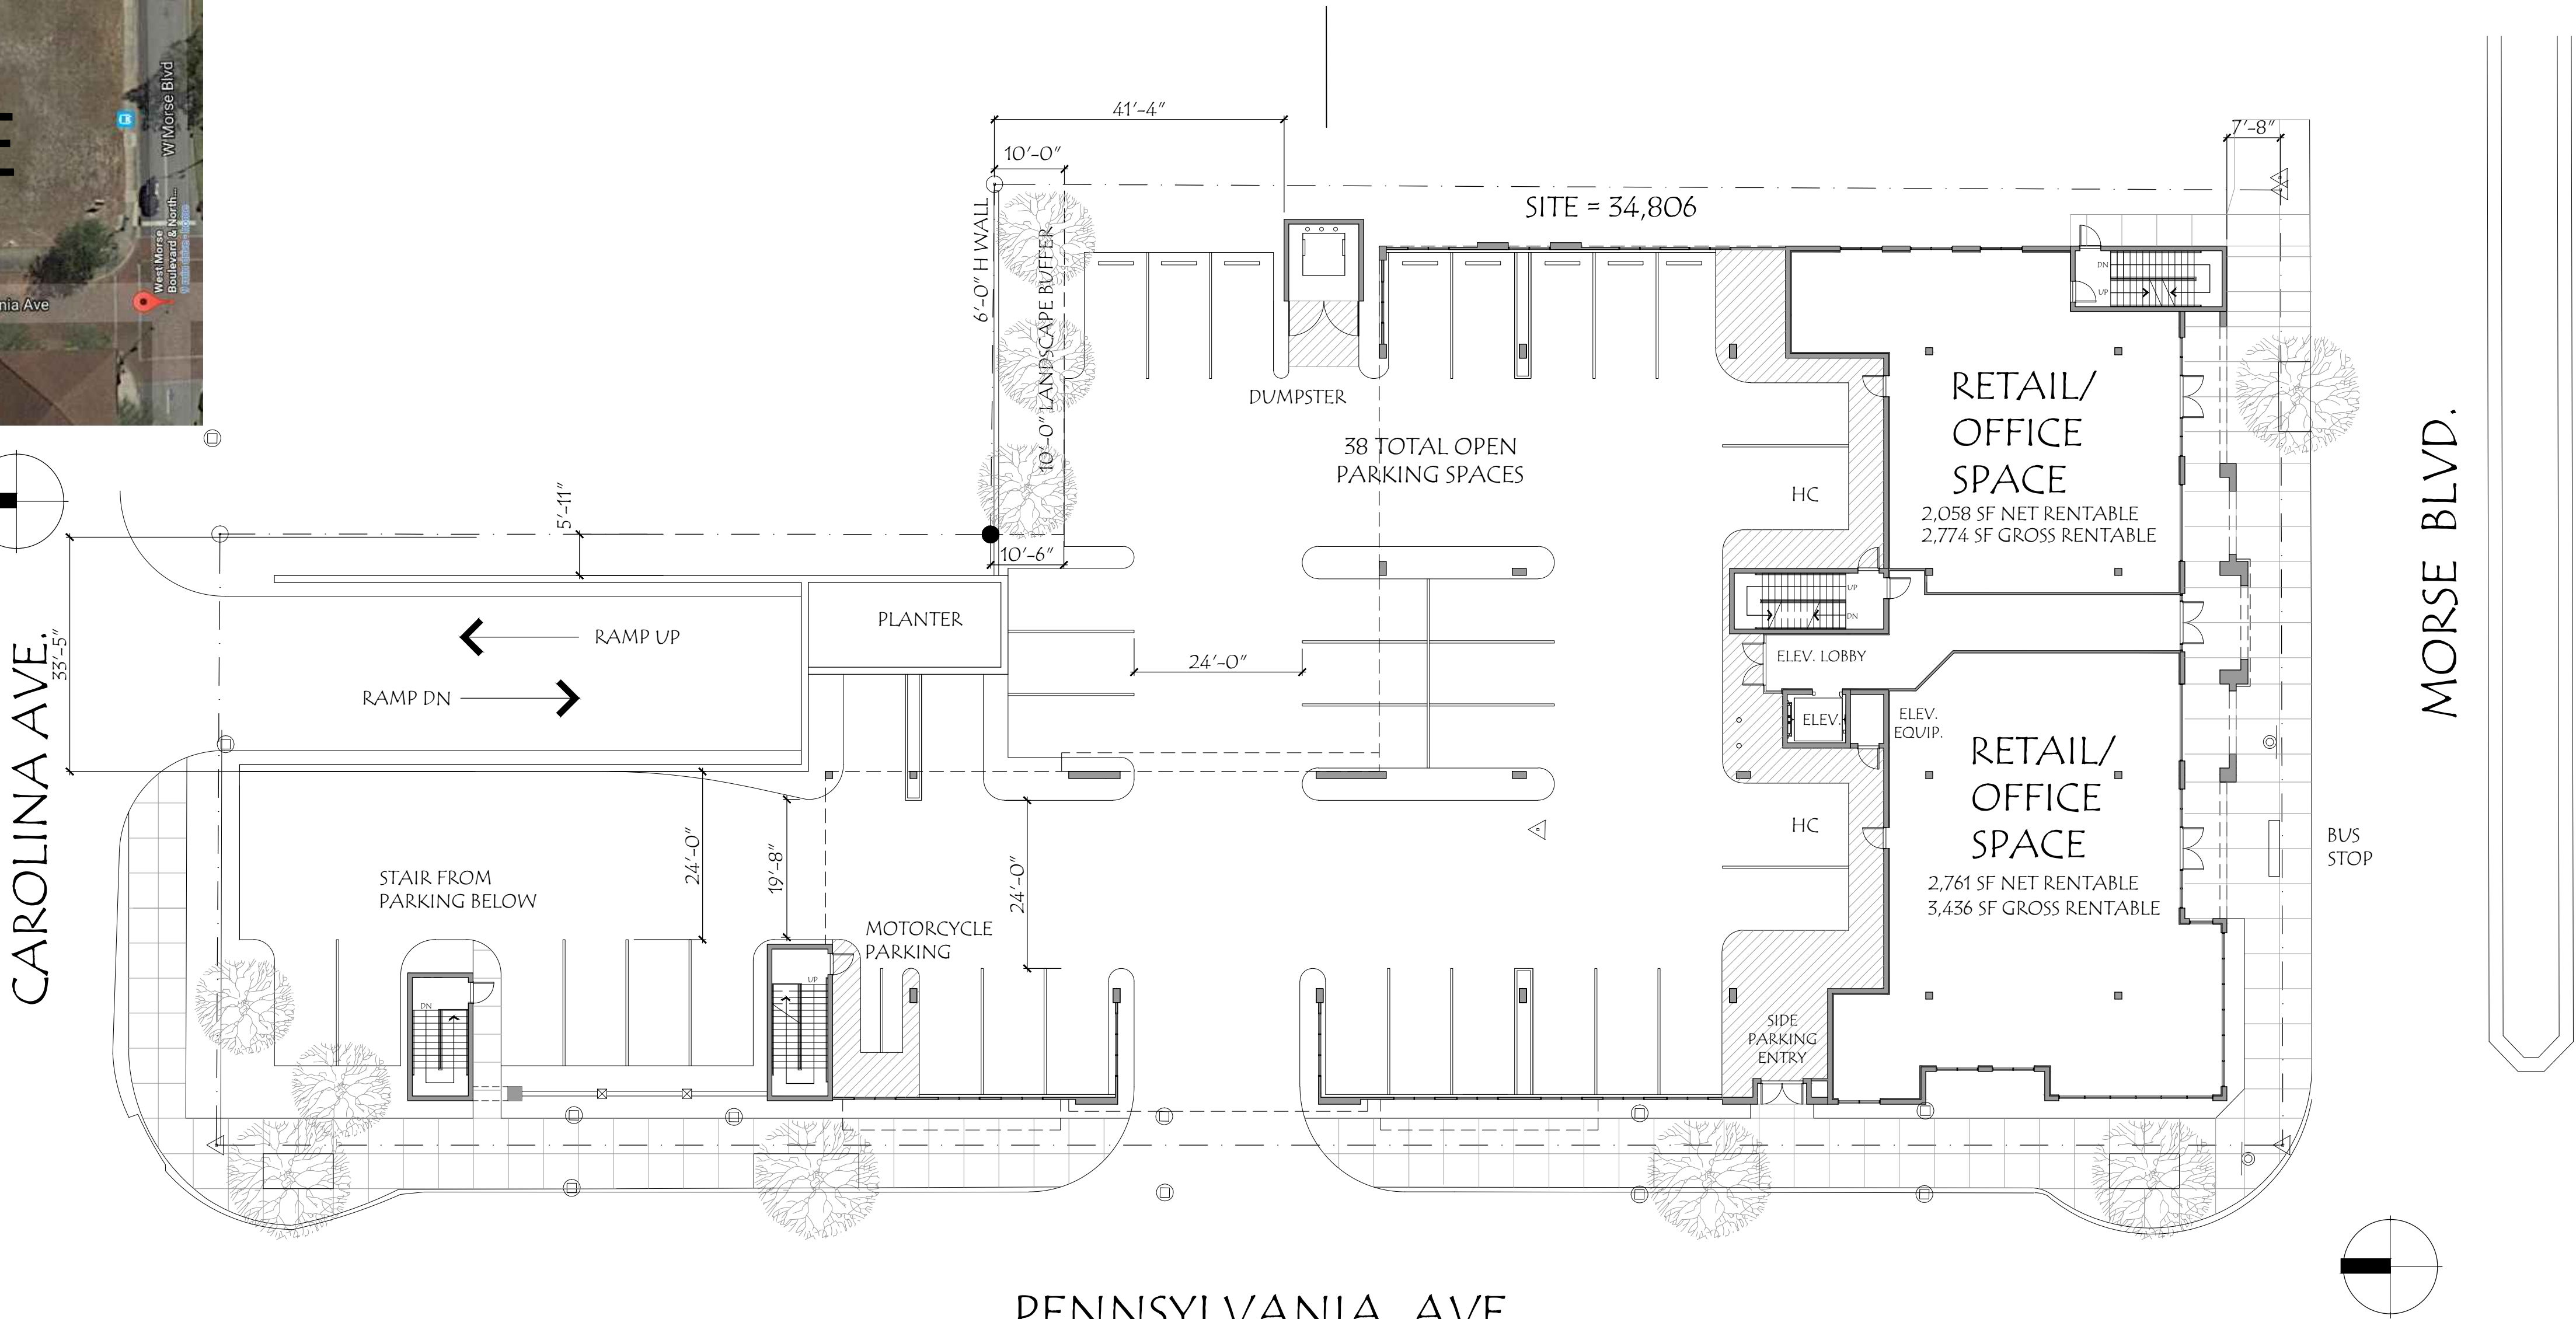 W Morse Blvd
West Morse
Boulevard & North...
nia Ave
41'-4"
10'-0"
7'-8"
SITE = 34,806
6'-0" H WALL
10'-0" LANDSCAPE BUFFER
DN
UP
DUMPSTER
38 TOTAL OPEN
PARKING SPACES
HC
RETAIL/
OFFICE
SPACE
2,058 SF NET RENTABLE
2,774 SF GROSS RENTABLE
MORSE BLVD.
5'-11"
10'-6"
33'-5"
CAROLINA AVE.
RAMP UP
RAMP DN
PLANTER
24'-0"
UP
DN
ELEV. LOBBY
ELEV.
ELEV.
EQUIP.
RETAIL/
OFFICE
SPACE
2,761 SF NET RENTABLE
3,436 SF GROSS RENTABLE
HC
BUS
STOP
STAIR FROM
PARKING BELOW
24'-0"
19'-8"
24'-0"
MOTORCYCLE
PARKING
UP
DN
SIDE
PARKING
ENTRY
PENNSYLVANIA AVE